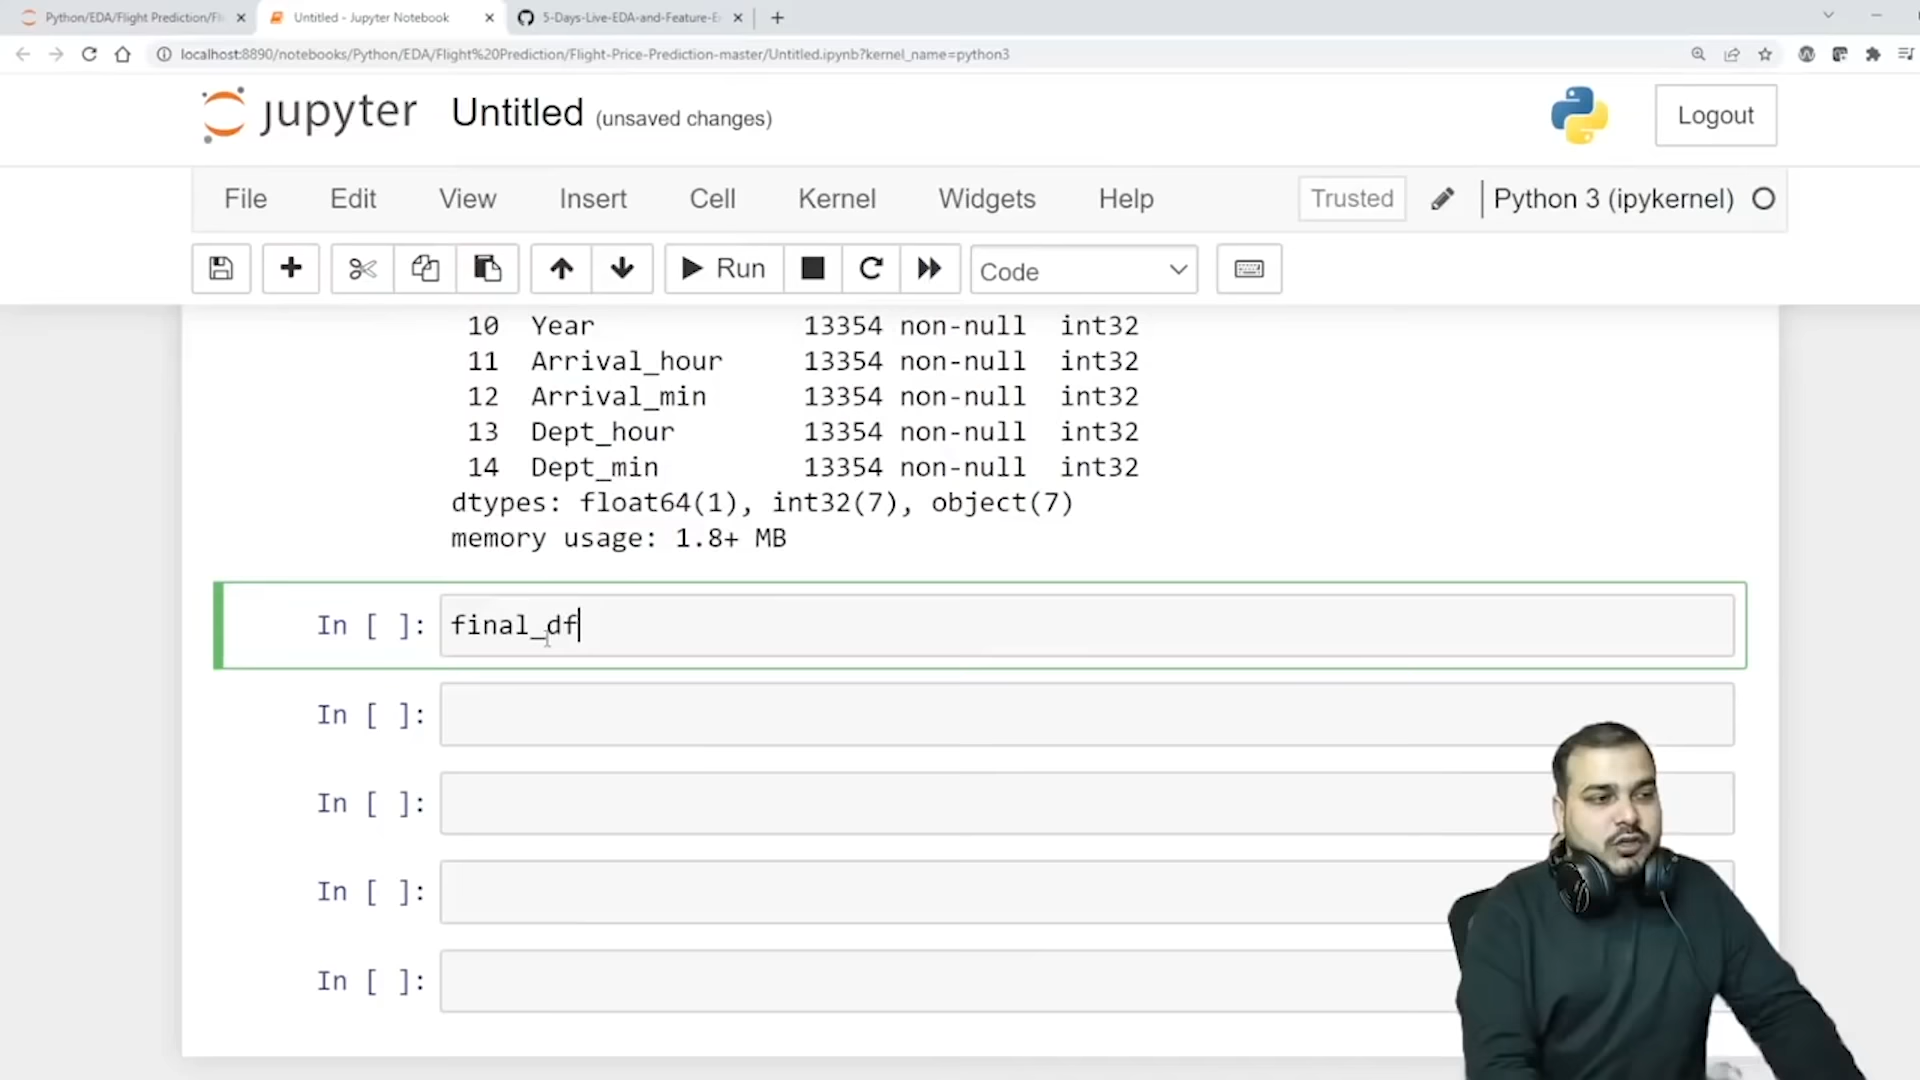 Python/EDA/Flight Prediction/Fl
Untitled - Jupyter Notebook
5-Days-Live-EDA-and-Feature-E
localhost:8890/notebooks/Python/EDA/Flight%20Prediction/Flight-Price-Prediction-master/Untitled.ipynb?kernel_name=python3
jupyter Untitled (unsaved changes)
Logout
File Edit View Insert Cell Kernel Widgets Help Trusted Python 3 (ipykernel)
Run Code
10 Year 13354 non-null int32
11 Arrival_hour 13354 non-null int32
12 Arrival_min 13354 non-null int32
13 Dept_hour 13354 non-null int32
14 Dept_min 13354 non-null int32
dtypes: float64(1), int32(7), object(7)
memory usage: 1.8+ MB
In [ ]: final_df
In [ ]:
In [ ]:
In [ ]:
In [ ]: